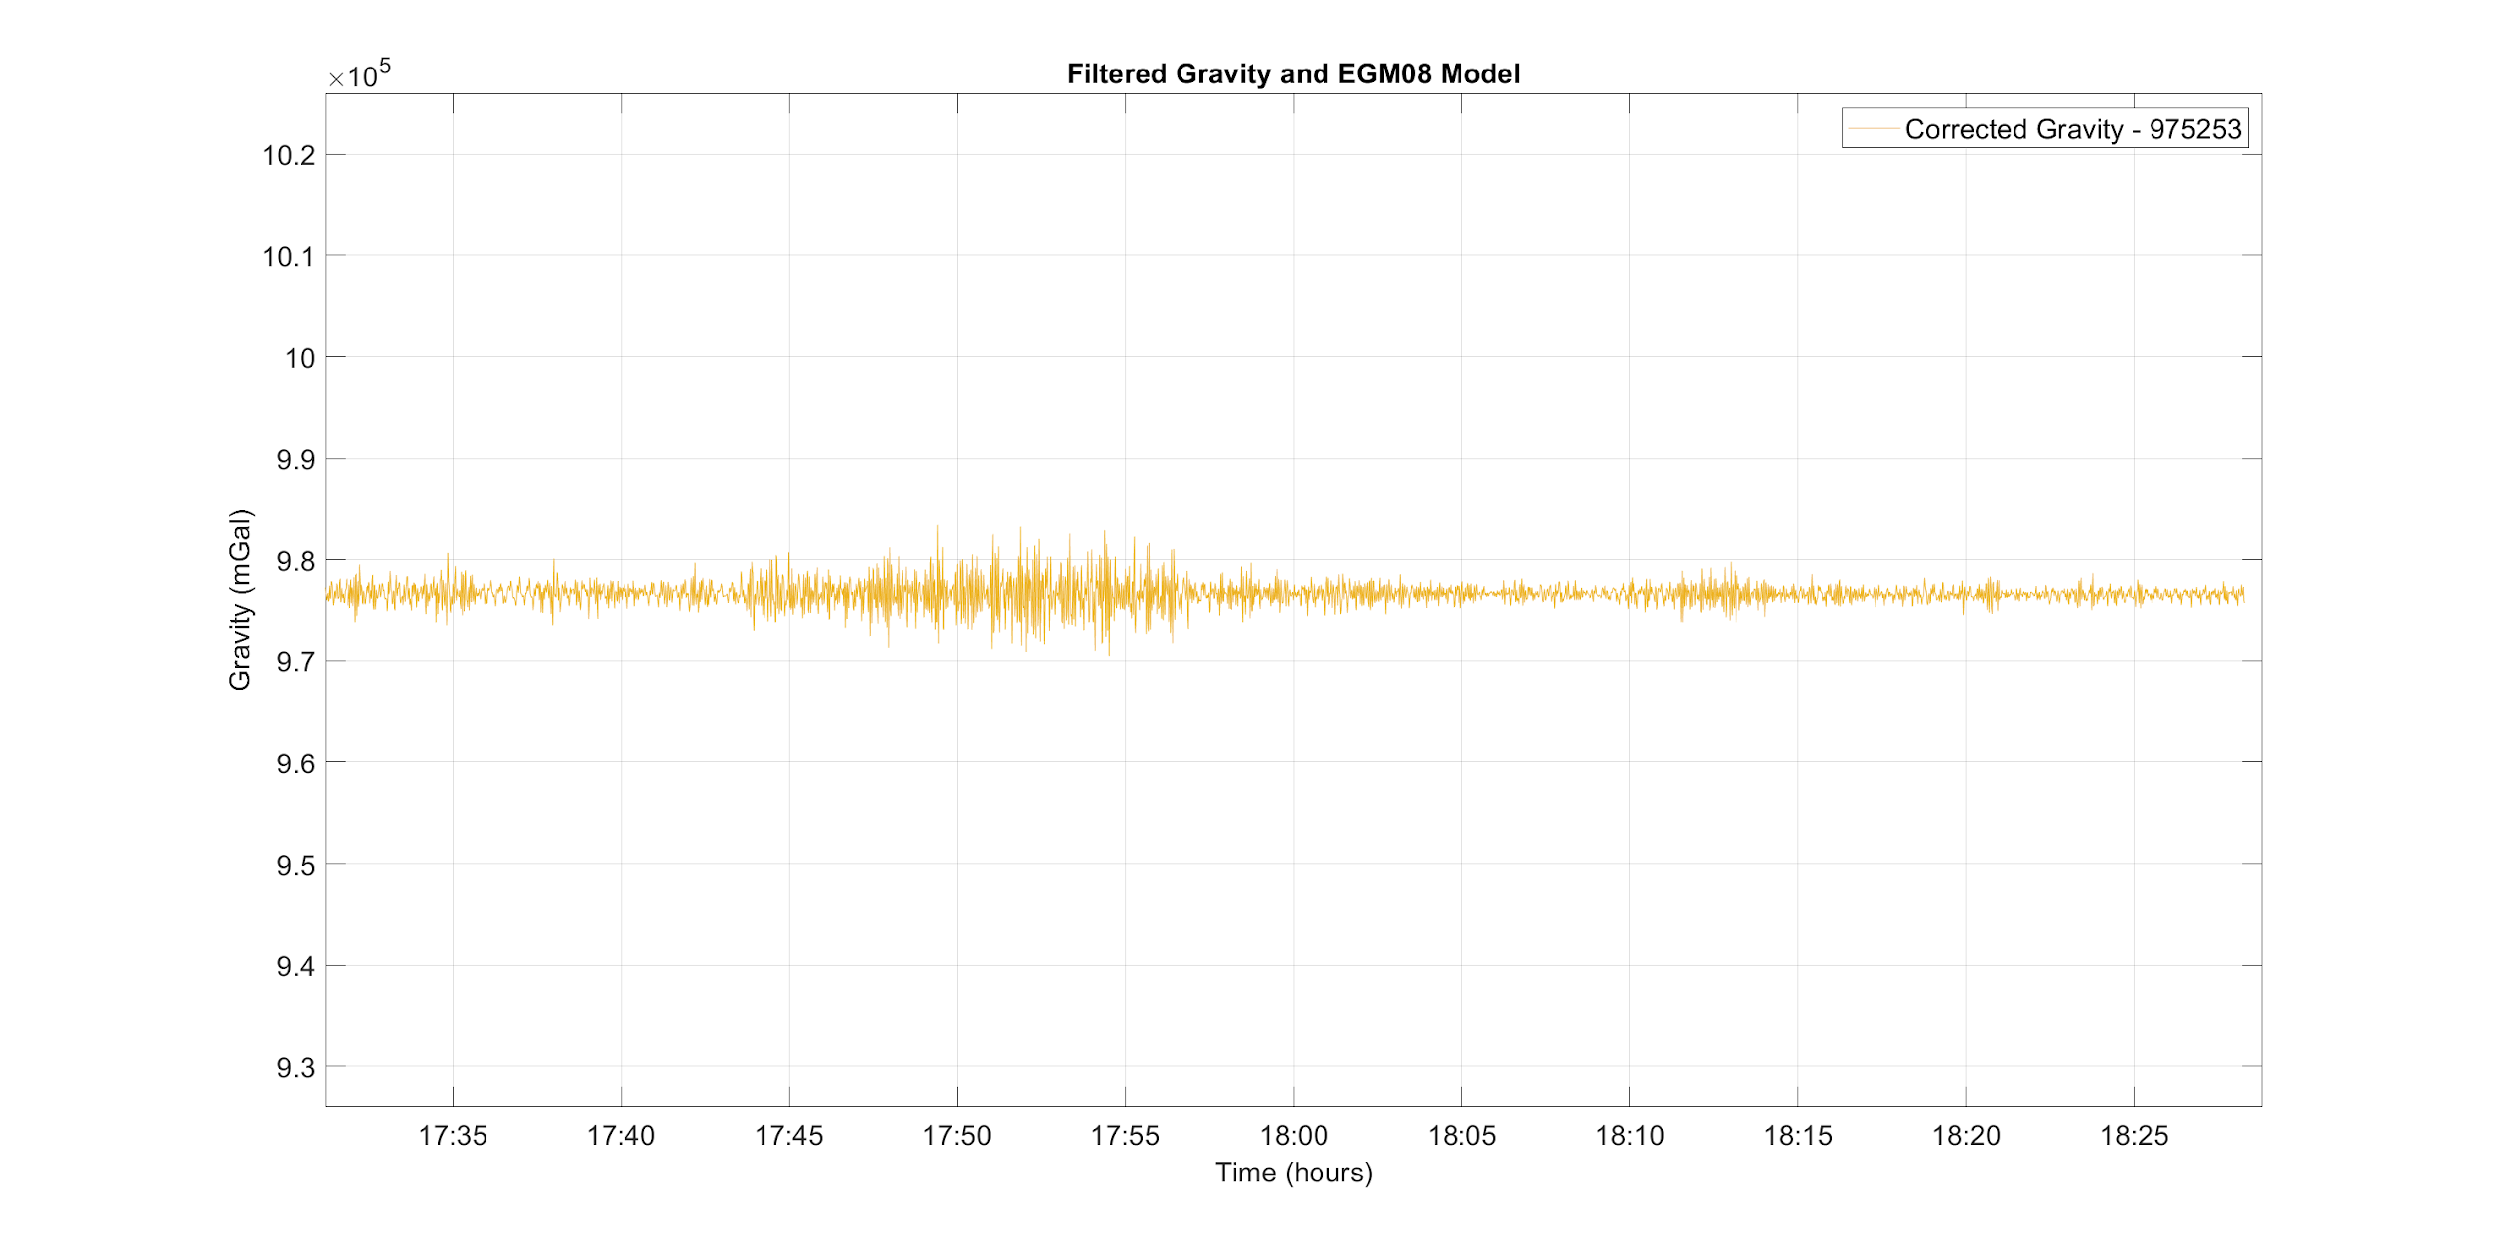 Filtered Gravity and EGM08 Model
×10^5
Corrected Gravity - 975253
10.2
10.1
10
9.9
9.8
9.7
9.6
9.5
9.4
9.3
Gravity (mGal)
17:35 17:40 17:45 17:50 17:55 18:00 18:05 18:10 18:15 18:20 18:25
Time (hours)